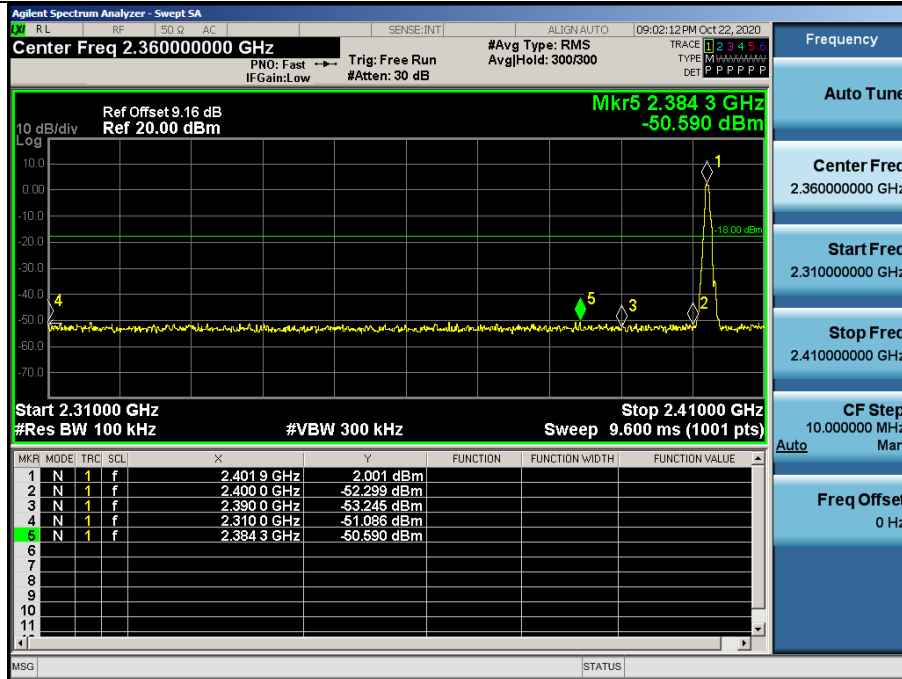 Agilent Spectrum Analyzer - Swept SA
LXI RL RF 50 Ω AC SENSE:INT ALIGN AUTO 09:02:12 PM Oct 22, 2020
Center Freq 2.360000000 GHz #Avg Type: RMS TRACE 1 2 3 4 5 6
PNO: Fast Trig: Free Run Avg|Hold: 300/300 TYPE M WWWWW
IFGain:Low #Atten: 30 dB DET P P P P P P
Frequency
Mkr5 2.384 3 GHz
-50.590 dBm
Ref Offset 9.16 dB
10 dB/div Ref 20.00 dBm
Log
10.0
0.00
-10.0
-20.0
-30.0
-40.0
-50.0
-60.0
-70.0
1
-18.00 dBm
4
5
3
2
Start 2.31000 GHz Stop 2.41000 GHz
#Res BW 100 kHz #VBW 300 kHz Sweep 9.600 ms (1001 pts)
MKR MODE TRC SCL X Y FUNCTION FUNCTION WIDTH FUNCTION VALUE
1 N 1 f 2.401 9 GHz 2.001 dBm
2 N 1 f 2.400 0 GHz -52.299 dBm
3 N 1 f 2.390 0 GHz -53.245 dBm
4 N 1 f 2.310 0 GHz -51.086 dBm
5 N 1 f 2.384 3 GHz -50.590 dBm
6
7
8
9
10
11
MSG STATUS
Auto Tune
Center Freq
2.360000000 GHz
Start Freq
2.310000000 GHz
Stop Freq
2.410000000 GHz
CF Step
10.000000 MHz
Auto Man
Freq Offset
0 Hz